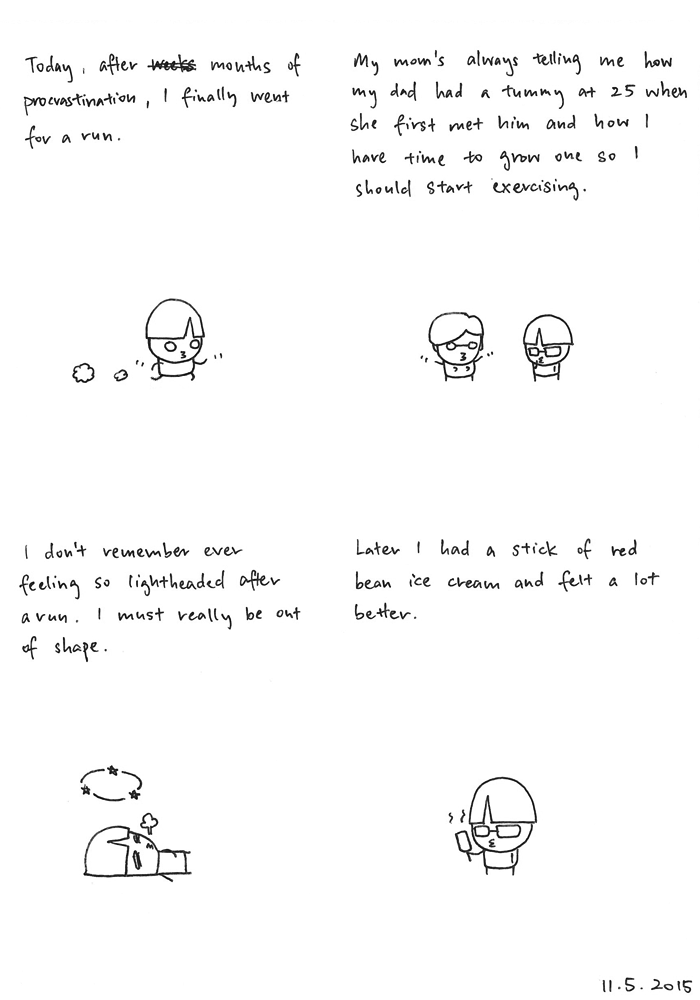 Today, after weeks months of
procrastination, I finally went
for a run.
My mom's always telling me how
my dad had a tummy at 25 when
she first met him and how I
have time to grow one so I
should start exercising.
I don't remember ever
feeling so lightheaded after
a run. I must really be out
of shape.
Later I had a stick of red
bean ice cream and felt a lot
better.
11.5.2015